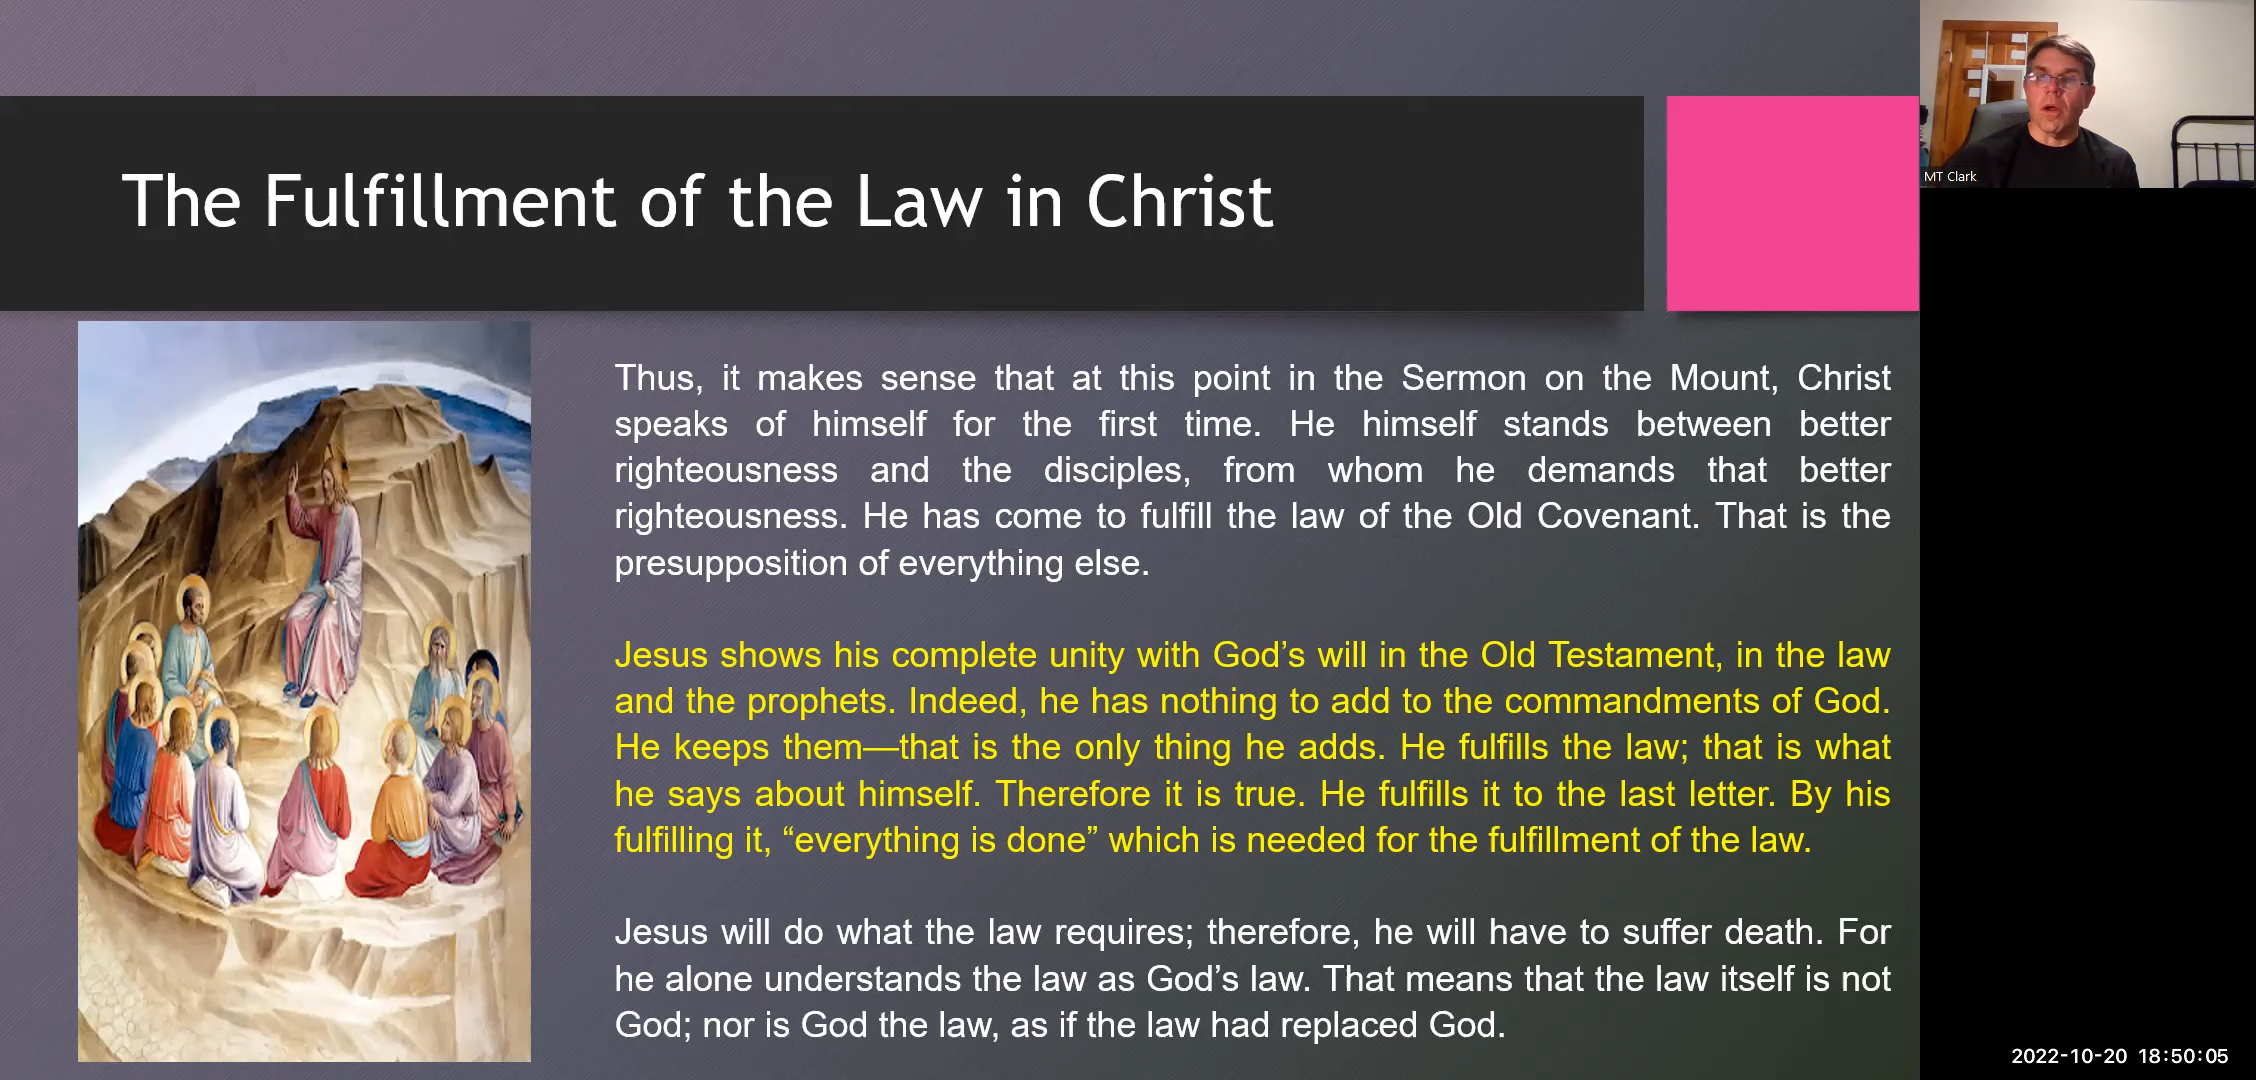 The Fulfillment of the Law in Christ
MT Clark
Thus, it makes sense that at this point in the Sermon on the Mount, Christ
speaks of himself for the first time. He himself stands between better
righteousness and the disciples, from whom he demands that better
righteousness. He has come to fulfill the law of the Old Covenant. That is the
presupposition of everything else.
Jesus shows his complete unity with God’s will in the Old Testament, in the law
and the prophets. Indeed, he has nothing to add to the commandments of God.
He keeps them—that is the only thing he adds. He fulfills the law; that is what
he says about himself. Therefore it is true. He fulfills it to the last letter. By his
fulfilling it, “everything is done” which is needed for the fulfillment of the law.
Jesus will do what the law requires; therefore, he will have to suffer death. For
he alone understands the law as God’s law. That means that the law itself is not
God; nor is God the law, as if the law had replaced God.
2022-10-20 18:50:05